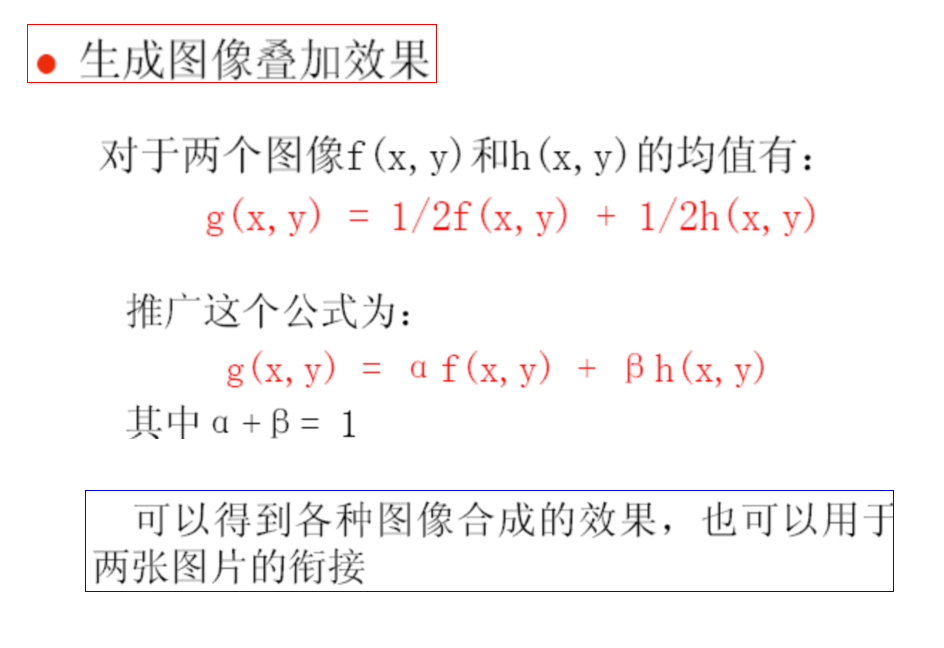 ● 生成图像叠加效果
对于两个图像f(x,y)和h(x,y)的均值有：
g(x,y) = 1/2f(x,y) + 1/2h(x,y)
推广这个公式为：
g(x,y) = αf(x,y) + βh(x,y)
其中α+β= 1
可以得到各种图像合成的效果，也可以用于
两张图片的衔接